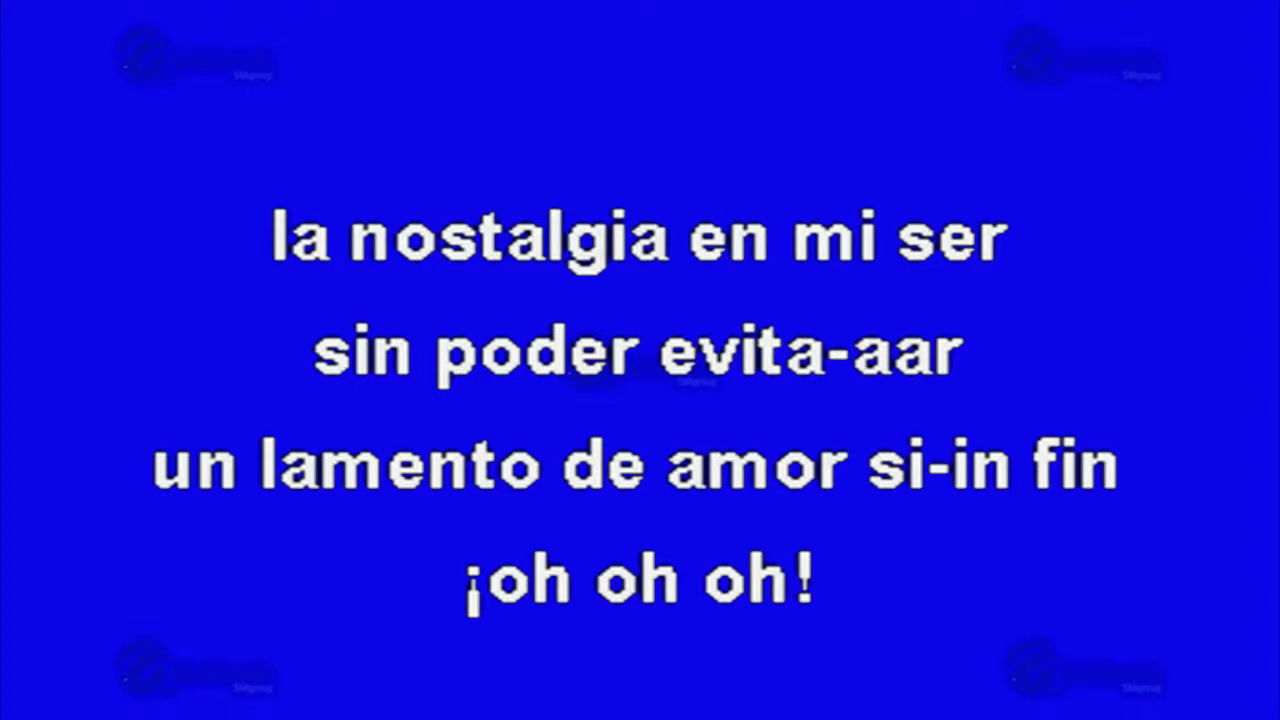 la nostalgia en mi ser
sin poder evita-aar
un lamento de amor si-in fin
¡oh oh oh!